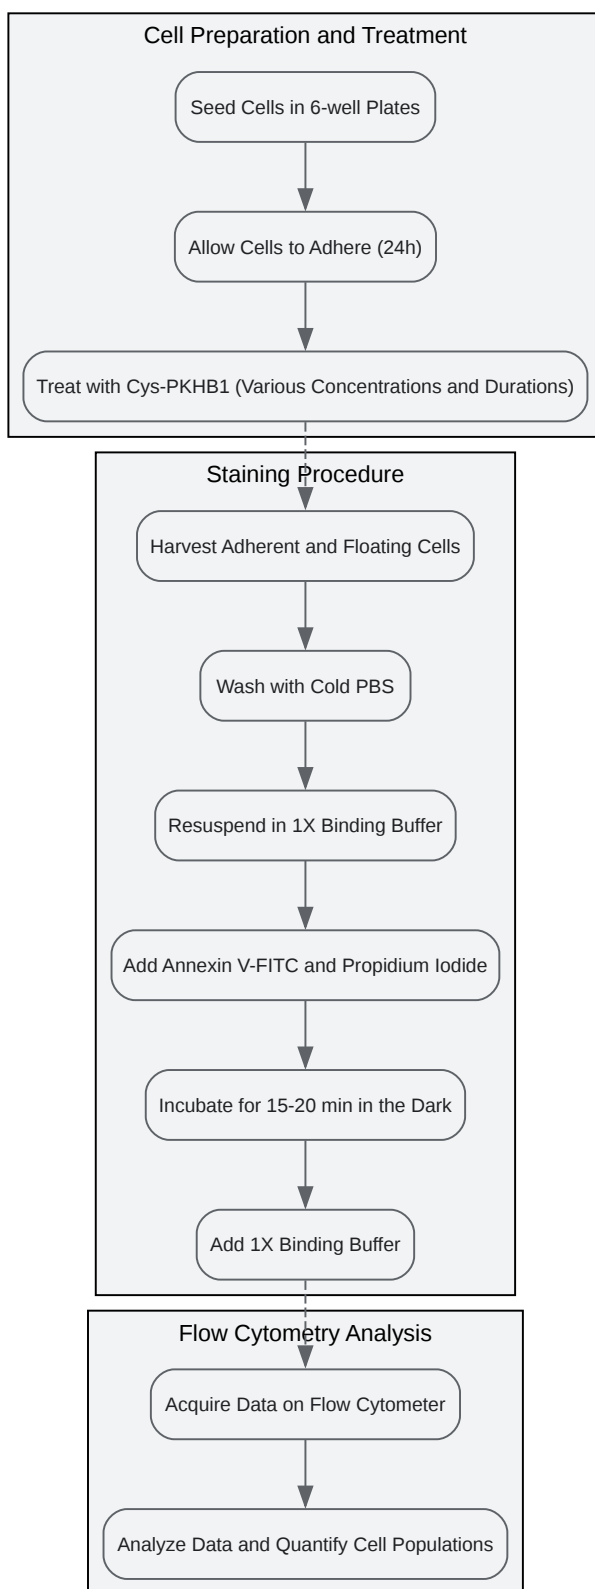 Cell Preparation and Treatment
Seed Cells in 6-well Plates
Allow Cells to Adhere (24h)
Treat with Cys-PKHB1 (Various Concentrations and Durations)
Staining Procedure
Harvest Adherent and Floating Cells
Wash with Cold PBS
Resuspend in 1X Binding Buffer
Add Annexin V-FITC and Propidium Iodide
Incubate for 15-20 min in the Dark
Add 1X Binding Buffer
Flow Cytometry Analysis
Acquire Data on Flow Cytometer
Analyze Data and Quantify Cell Populations